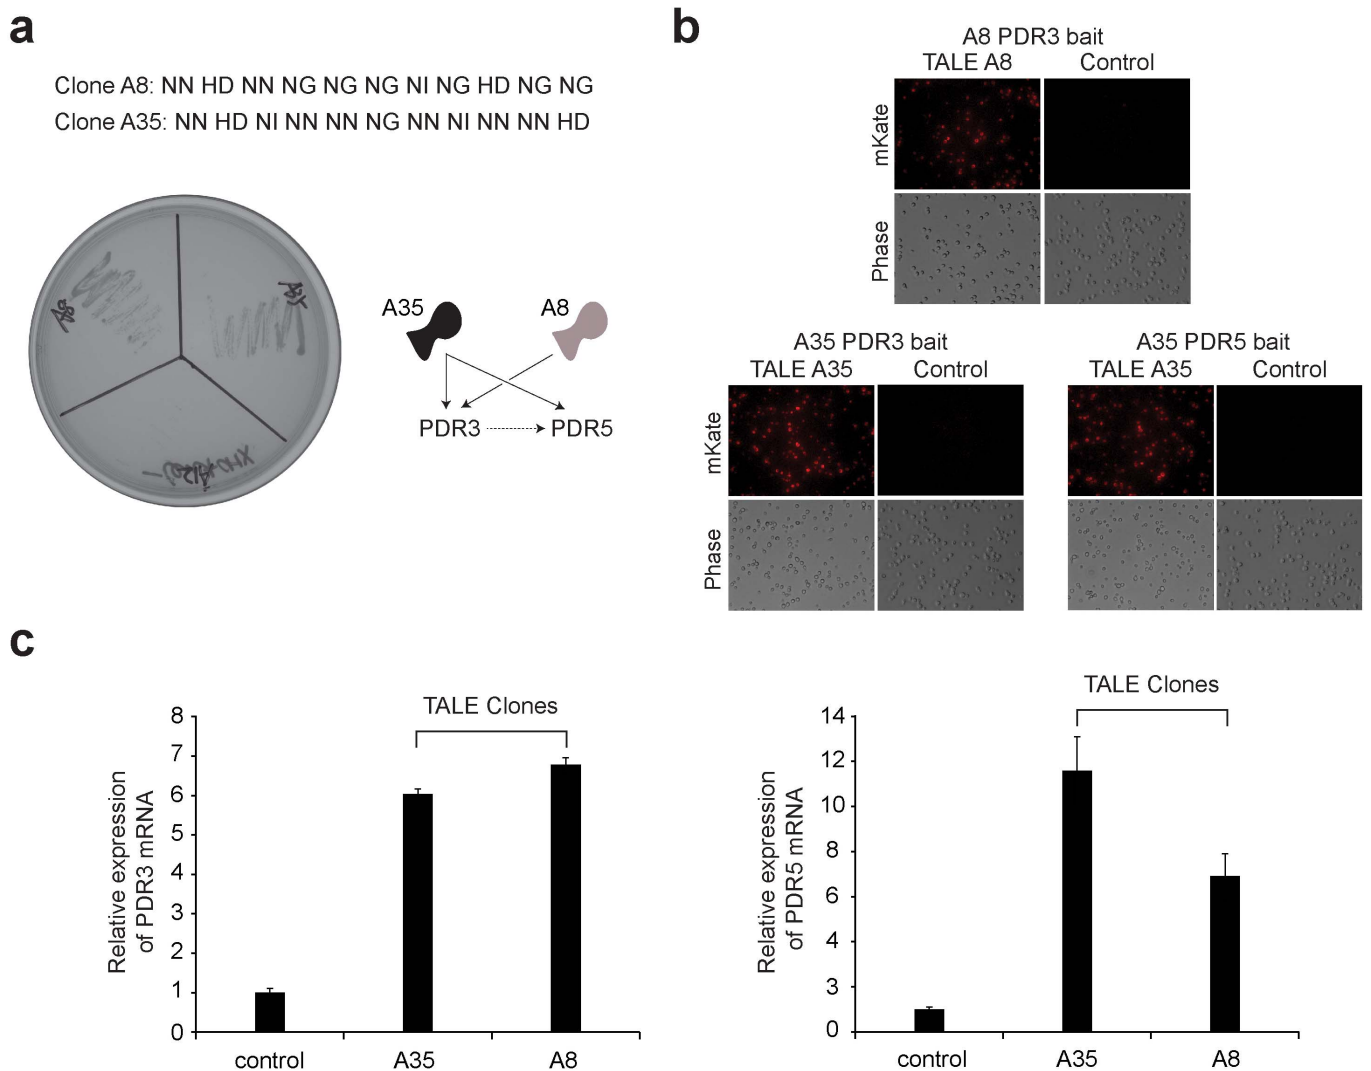 a
Clone A8: NN HD NN NG NG NG NI NG HD NG NG
Clone A35: NN HD NI NN NN NG NN NI NN NN HD
A8
A35
A35
A8
PDR3
PDR5
b
A8 PDR3 bait
TALE A8
Control
mKate
Phase
A35 PDR3 bait
TALE A35
Control
mKate
Phase
A35 PDR5 bait
TALE A35
Control
c
TALE Clones
Relative expression
of PDR3 mRNA
8
7
6
5
4
3
2
1
0
control
A35
A8
TALE Clones
Relative expression
of PDR5 mRNA
14
12
10
8
6
4
3
0
control
A35
A8